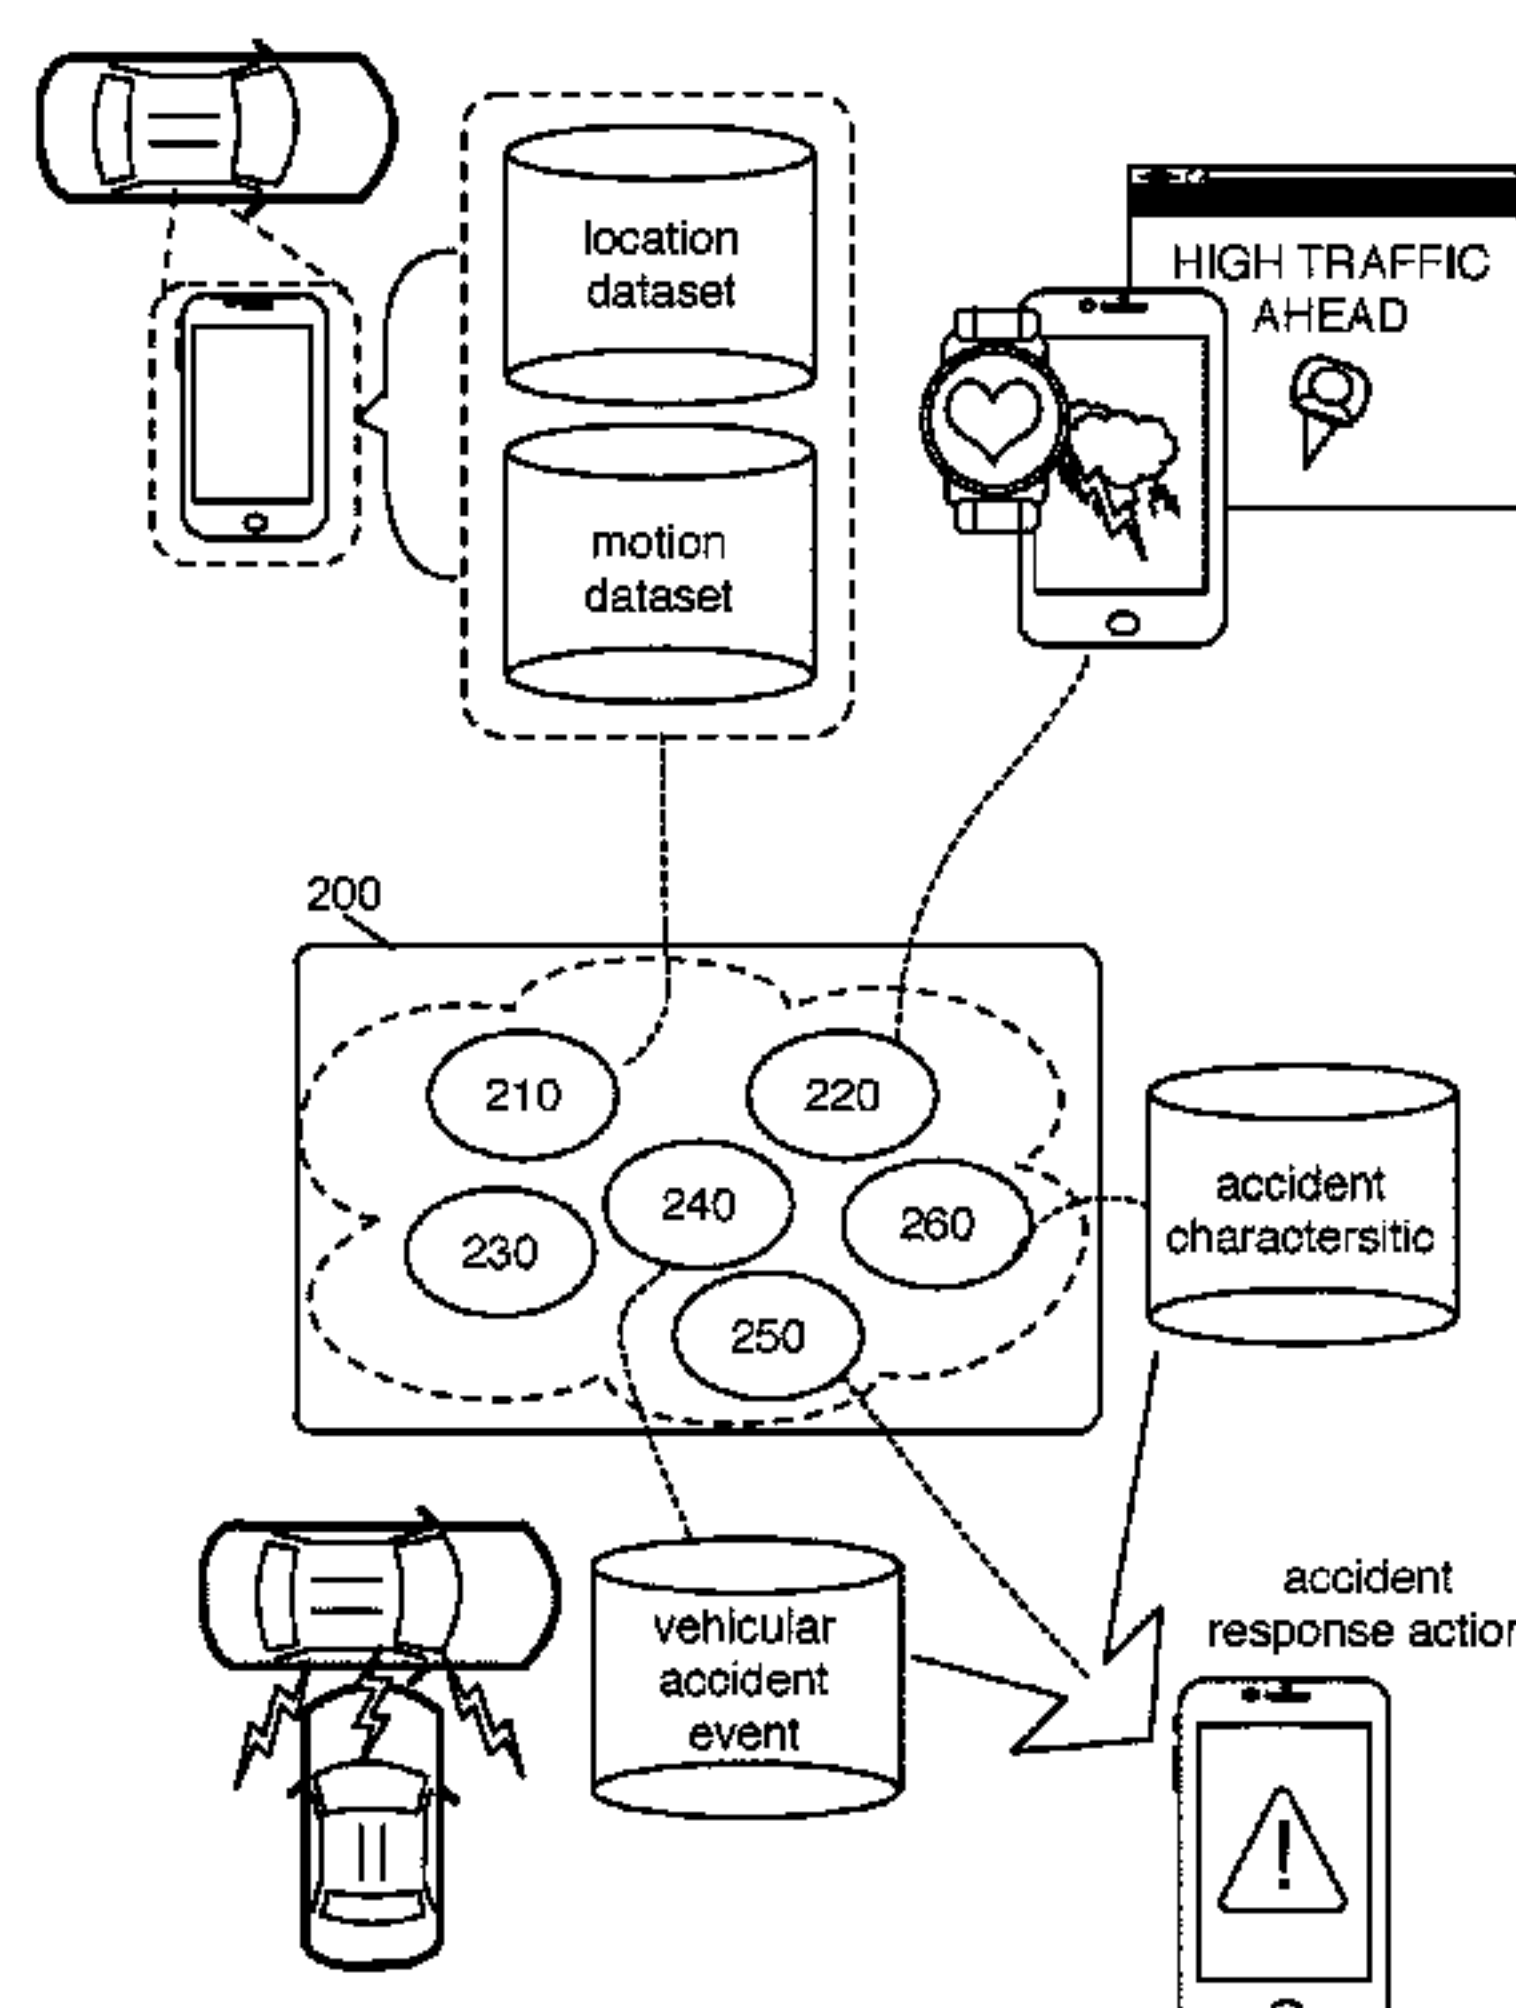 location
dataset
HIGH TRAFFIC
AHEAD
motion
dataset
200
210
220
240
260
230
250
accident
charactersitic
vehicular
accident
event
accident
response action
!